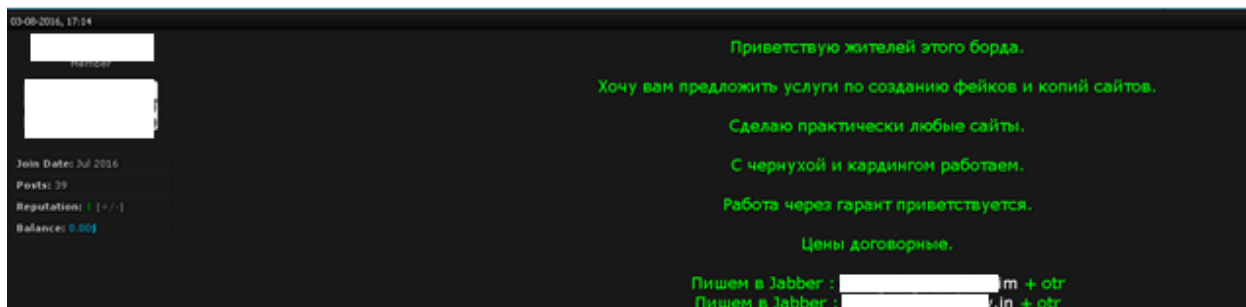 03-08-2016, 17:14
Member
Join Date: Jul 2016
Posts: 39
Reputation: 1 [+/-]
Balance: 0.00$
Приветствую жителей этого борда.
Хочу вам предложить услуги по созданию фейков и копий сайтов.
Сделаю практически любые сайты.
С чернухой и кардингом работаем.
Работа через гарант приветствуется.
Цены договорные.
Пишем в Jabber : im + otr
Пишем в Jabber : .in + otr